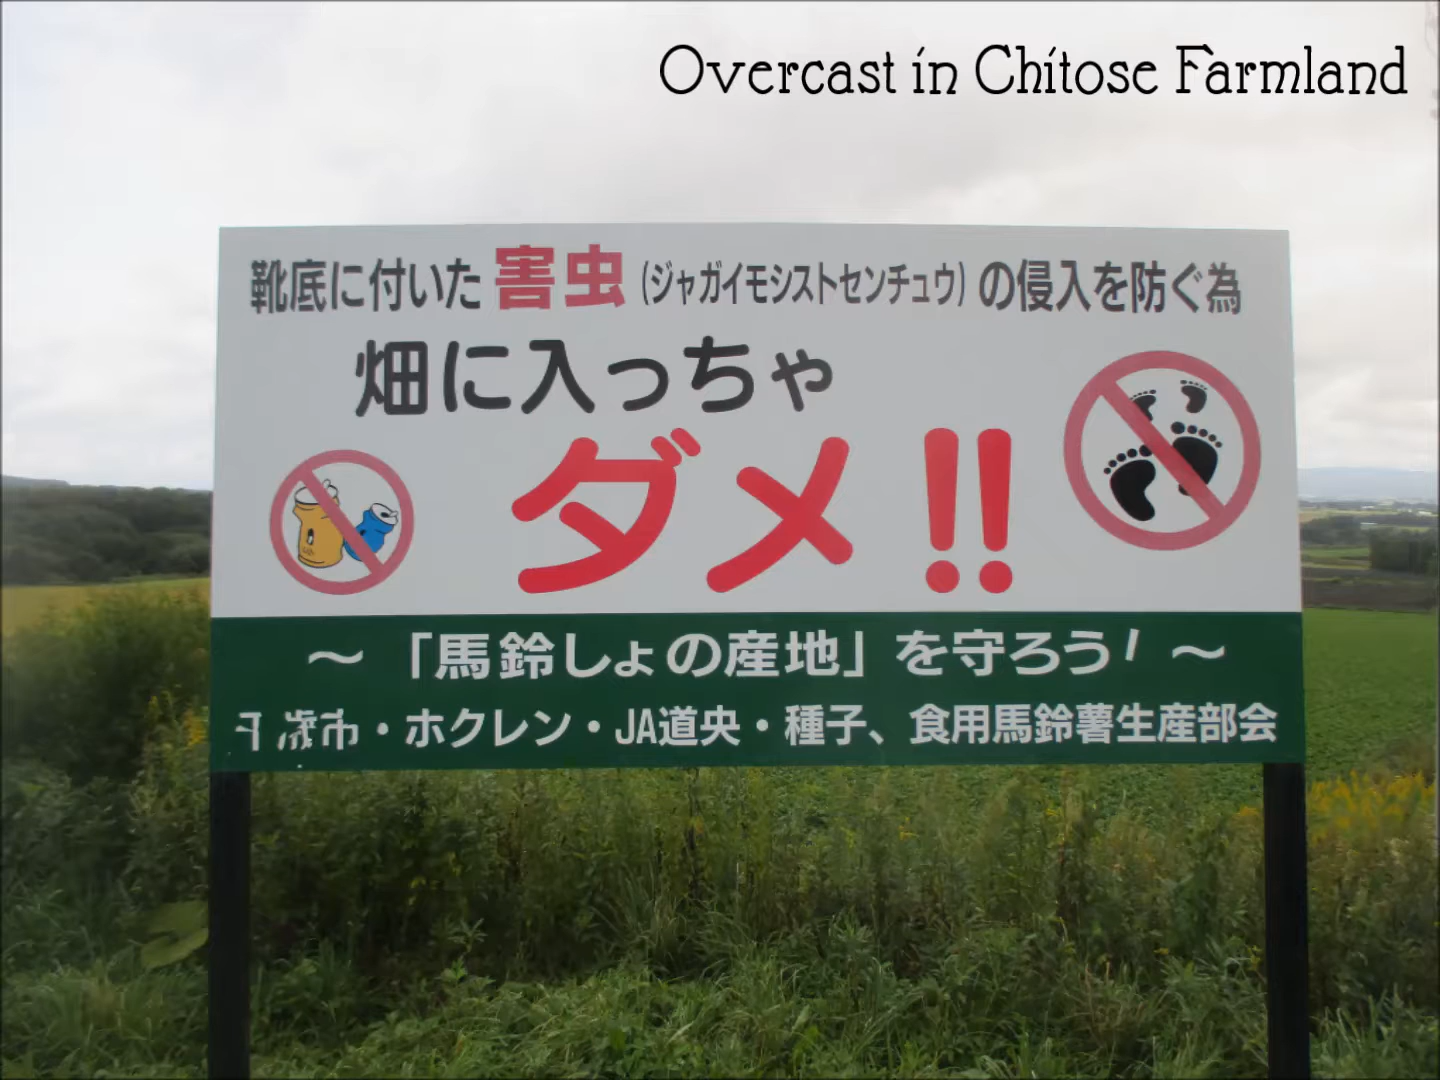 Overcast in Chitose Farmland
靴底に付いた害虫(ジャガイモシストセンチュウ)の侵入を防ぐ為
畑に入っちゃ
ダメ!!
~「馬鈴しょの産地」を守ろう!~
千歳市・ホクレン・JA道央・種子、食用馬鈴薯生産部会